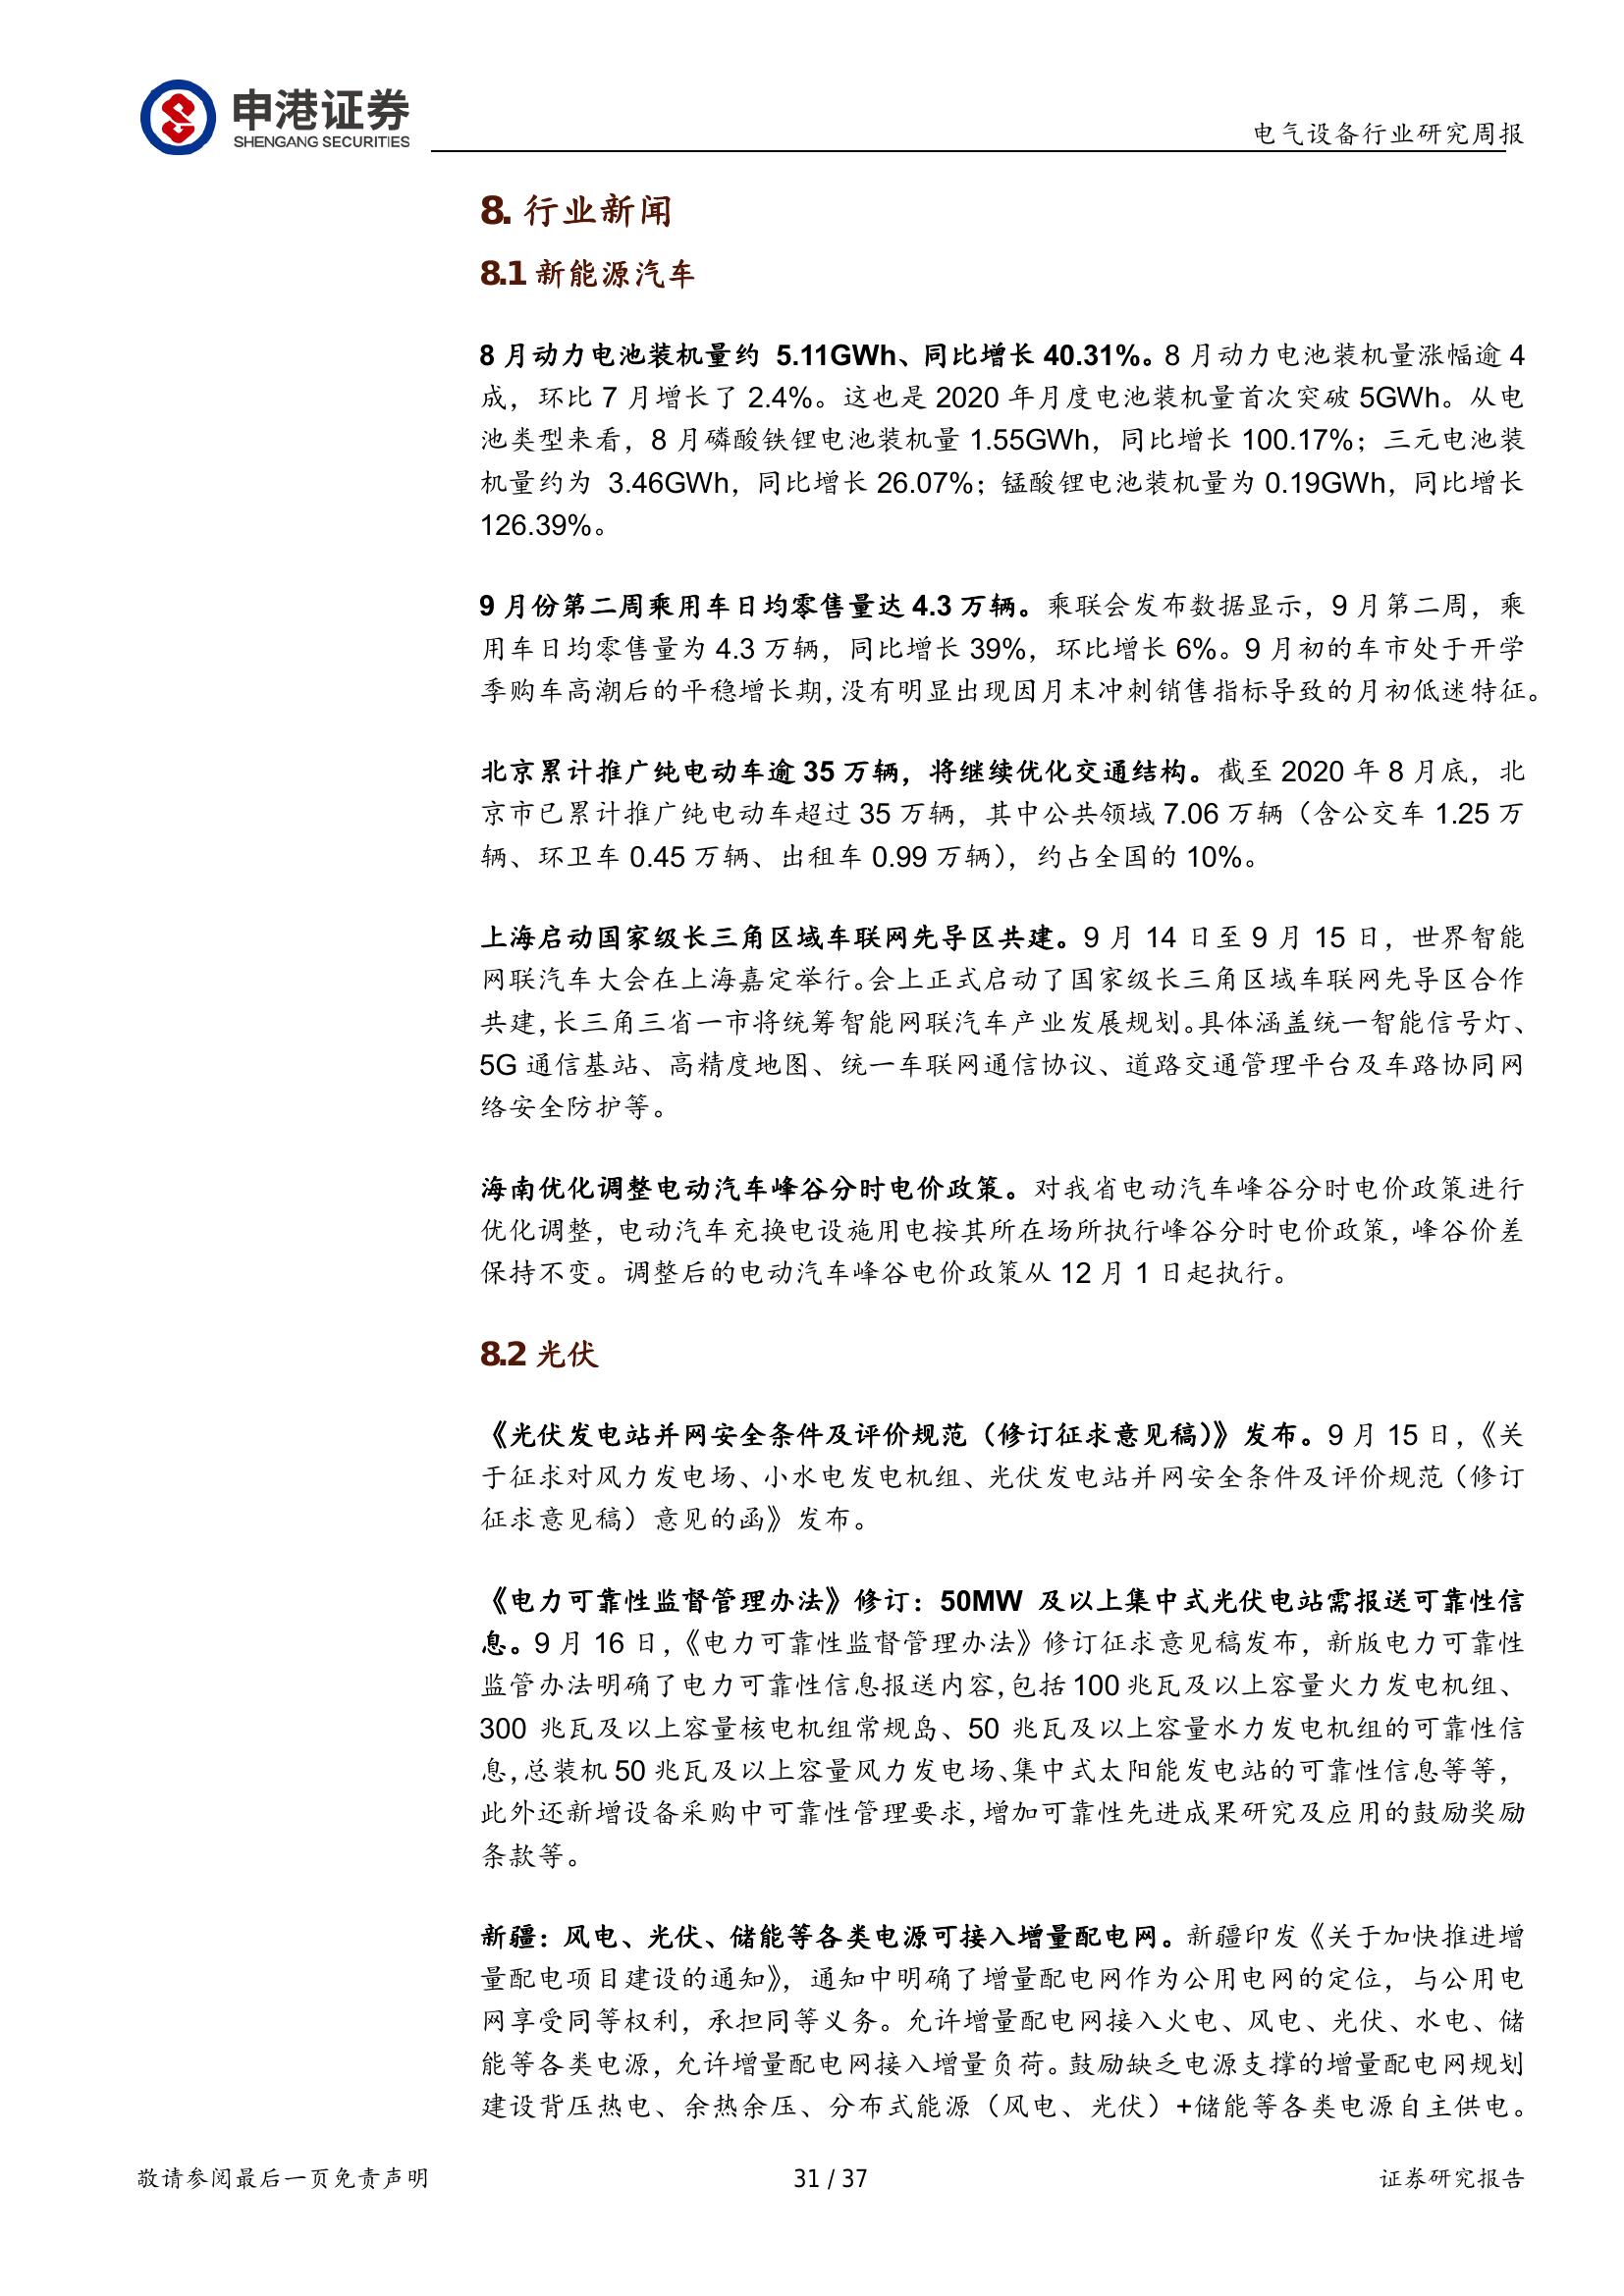 申港证券
SHENGANG SECURITIES
电气设备行业研究周报
8. 行业新闻
8.1 新能源汽车
8 月动力电池装机量约 5.11GWh、同比增长 40.31%。8 月动力电池装机量涨幅逾 4
成，环比 7 月增长了 2.4%。这也是 2020 年月度电池装机量首次突破 5GWh。从电
池类型来看，8 月磷酸铁锂电池装机量 1.55GWh，同比增长 100.17%；三元电池装
机量约为 3.46GWh，同比增长 26.07%；锰酸锂电池装机量为 0.19GWh，同比增长
126.39%。
9 月份第二周乘用车日均零售量达 4.3 万辆。乘联会发布数据显示，9 月第二周，乘
用车日均零售量为 4.3 万辆，同比增长 39%，环比增长 6%。9 月初的车市处于开学
季购车高潮后的平稳增长期，没有明显出现因月末冲刺销售指标导致的月初低迷特征。
北京累计推广纯电动车逾 35 万辆，将继续优化交通结构。截至 2020 年 8 月底，北
京市已累计推广纯电动车超过 35 万辆，其中公共领域 7.06 万辆（含公交车 1.25 万
辆、环卫车 0.45 万辆、出租车 0.99 万辆），约占全国的 10%。
上海启动国家级长三角区域车联网先导区共建。9 月 14 日至 9 月 15 日，世界智能
网联汽车大会在上海嘉定举行。会上正式启动了国家级长三角区域车联网先导区合作
共建，长三角三省一市将统筹智能网联汽车产业发展规划。具体涵盖统一智能信号灯、
5G 通信基站、高精度地图、统一车联网通信协议、道路交通管理平台及车路协同网
络安全防护等。
海南优化调整电动汽车峰谷分时电价政策。对我省电动汽车峰谷分时电价政策进行
优化调整，电动汽车充换电设施用电按其所在场所执行峰谷分时电价政策，峰谷价差
保持不变。调整后的电动汽车峰谷电价政策从 12 月 1 日起执行。
8.2 光伏
《光伏发电站并网安全条件及评价规范（修订征求意见稿）》发布。9 月 15 日，《关
于征求对风力发电场、小水电发电机组、光伏发电站并网安全条件及评价规范（修订
征求意见稿）意见的函》发布。
《电力可靠性监督管理办法》修订：50MW 及以上集中式光伏电站需报送可靠性信
息。9 月 16 日，《电力可靠性监督管理办法》修订征求意见稿发布，新版电力可靠性
监管办法明确了电力可靠性信息报送内容，包括 100 兆瓦及以上容量火力发电机组、
300 兆瓦及以上容量核电机组常规岛、50 兆瓦及以上容量水力发电机组的可靠性信
息，总装机 50 兆瓦及以上容量风力发电场、集中式太阳能发电站的可靠性信息等等，
此外还新增设备采购中可靠性管理要求，增加可靠性先进成果研究及应用的鼓励奖励
条款等。
新疆：风电、光伏、储能等各类电源可接入增量配电网。新疆印发《关于加快推进增
量配电项目建设的通知》，通知中明确了增量配电网作为公用电网的定位，与公用电
网享受同等权利，承担同等义务。允许增量配电网接入火电、风电、光伏、水电、储
能等各类电源，允许增量配电网接入增量负荷。鼓励缺乏电源支撑的增量配电网规划
建设背压热电、余热余压、分布式能源（风电、光伏）+储能等各类电源自主供电。
敬请参阅最后一页免责声明
31 / 37
证券研究报告